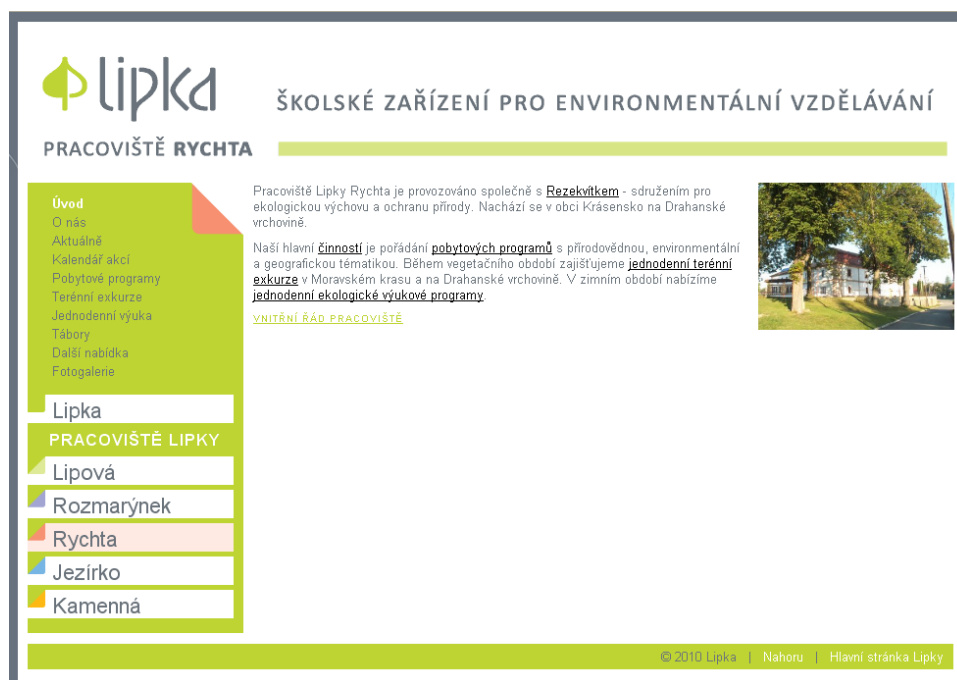 lipka
ŠKOLSKÉ ZAŘÍZENÍ PRO ENVIRONMENTÁLNÍ VZDĚLÁVÁNÍ
PRACOVIŠTĚ RYCHTA
Úvod
O nás
Aktuálně
Kalendář akcí
Pobytové programy
Terénní exkurze
Jednodenní výuka
Tábory
Další nabídka
Fotogalerie
Lipka
PRACOVIŠTĚ LIPKY
Lipová
Rozmarýnek
Rychta
Jezírko
Kamenná
Pracoviště Lipky Rychta je provozováno společně s Rezekvítkem - sdružením pro
ekologickou výchovu a ochranu přírody. Nachází se v obci Krásensko na Drahanské
vrchovině.
Naší hlavní činností je pořádání pobytových programů s přírodovědnou, environmentální
a geografickou tématikou. Během vegetačního období zajišťujeme jednodenní terénní
exkurze v Moravském krasu a na Drahanské vrchovině. V zimním období nabízíme
jednodenní ekologické výukové programy.
VNITŘNÍ ŘÁD PRACOVIŠTĚ
© 2010 Lipka | Nahoru | Hlavní stránka Lipky